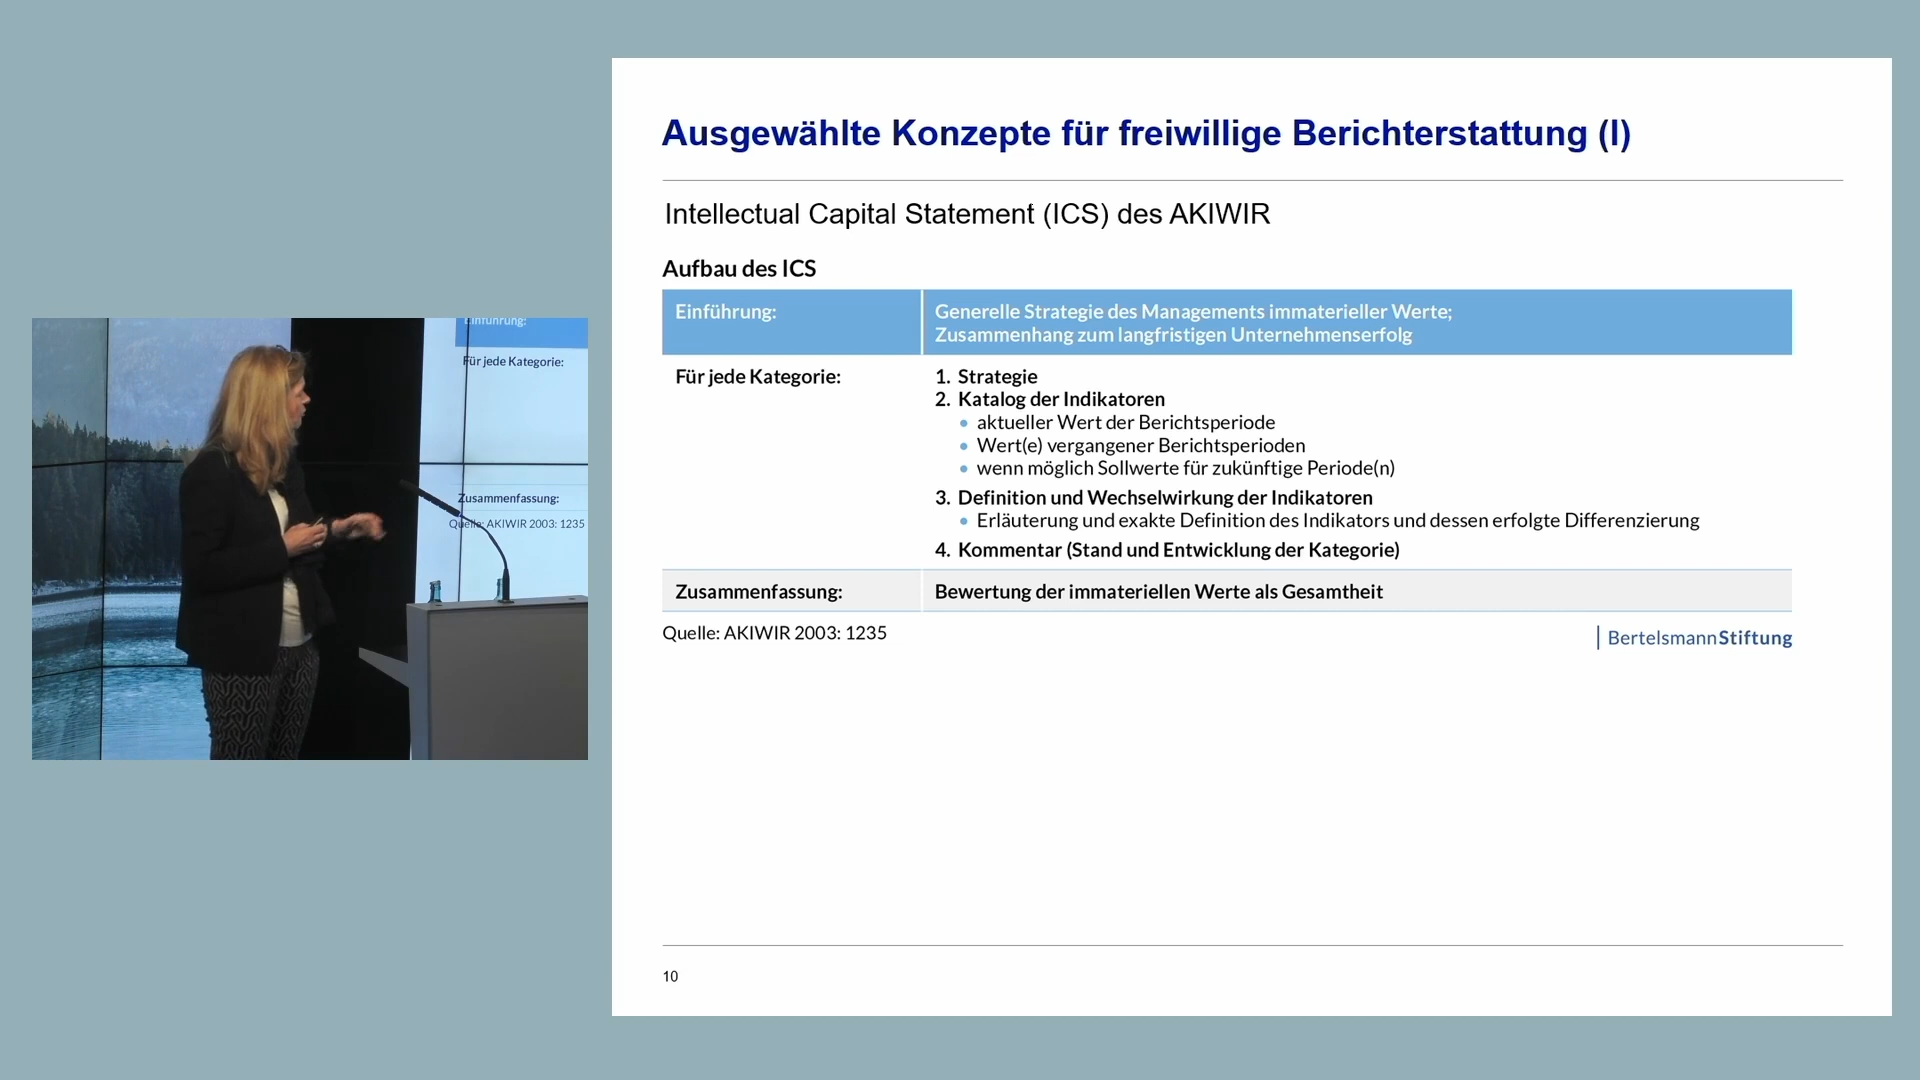 Ausgewählte Konzepte für freiwillige Berichterstattung (I)
Intellectual Capital Statement (ICS) des AKIWIR
Aufbau des ICS
Einführung:
Generelle Strategie des Managements immaterieller Werte;
Zusammenhang zum langfristigen Unternehmenserfolg
Für jede Kategorie:
1. Strategie
2. Katalog der Indikatoren
• aktueller Wert der Berichtsperiode
• Wert(e) vergangener Berichtsperioden
• wenn möglich Sollwerte für zukünftige Periode(n)
3. Definition und Wechselwirkung der Indikatoren
• Erläuterung und exakte Definition des Indikators und dessen erfolgte Differenzierung
4. Kommentar (Stand und Entwicklung der Kategorie)
Zusammenfassung:
Bewertung der immateriellen Werte als Gesamtheit
Quelle: AKIWIR 2003: 1235
BertelsmannStiftung
10
Einführung:
Für jede Kategorie:
Zusammenfassung:
Quelle: AKIWIR 2003: 1235